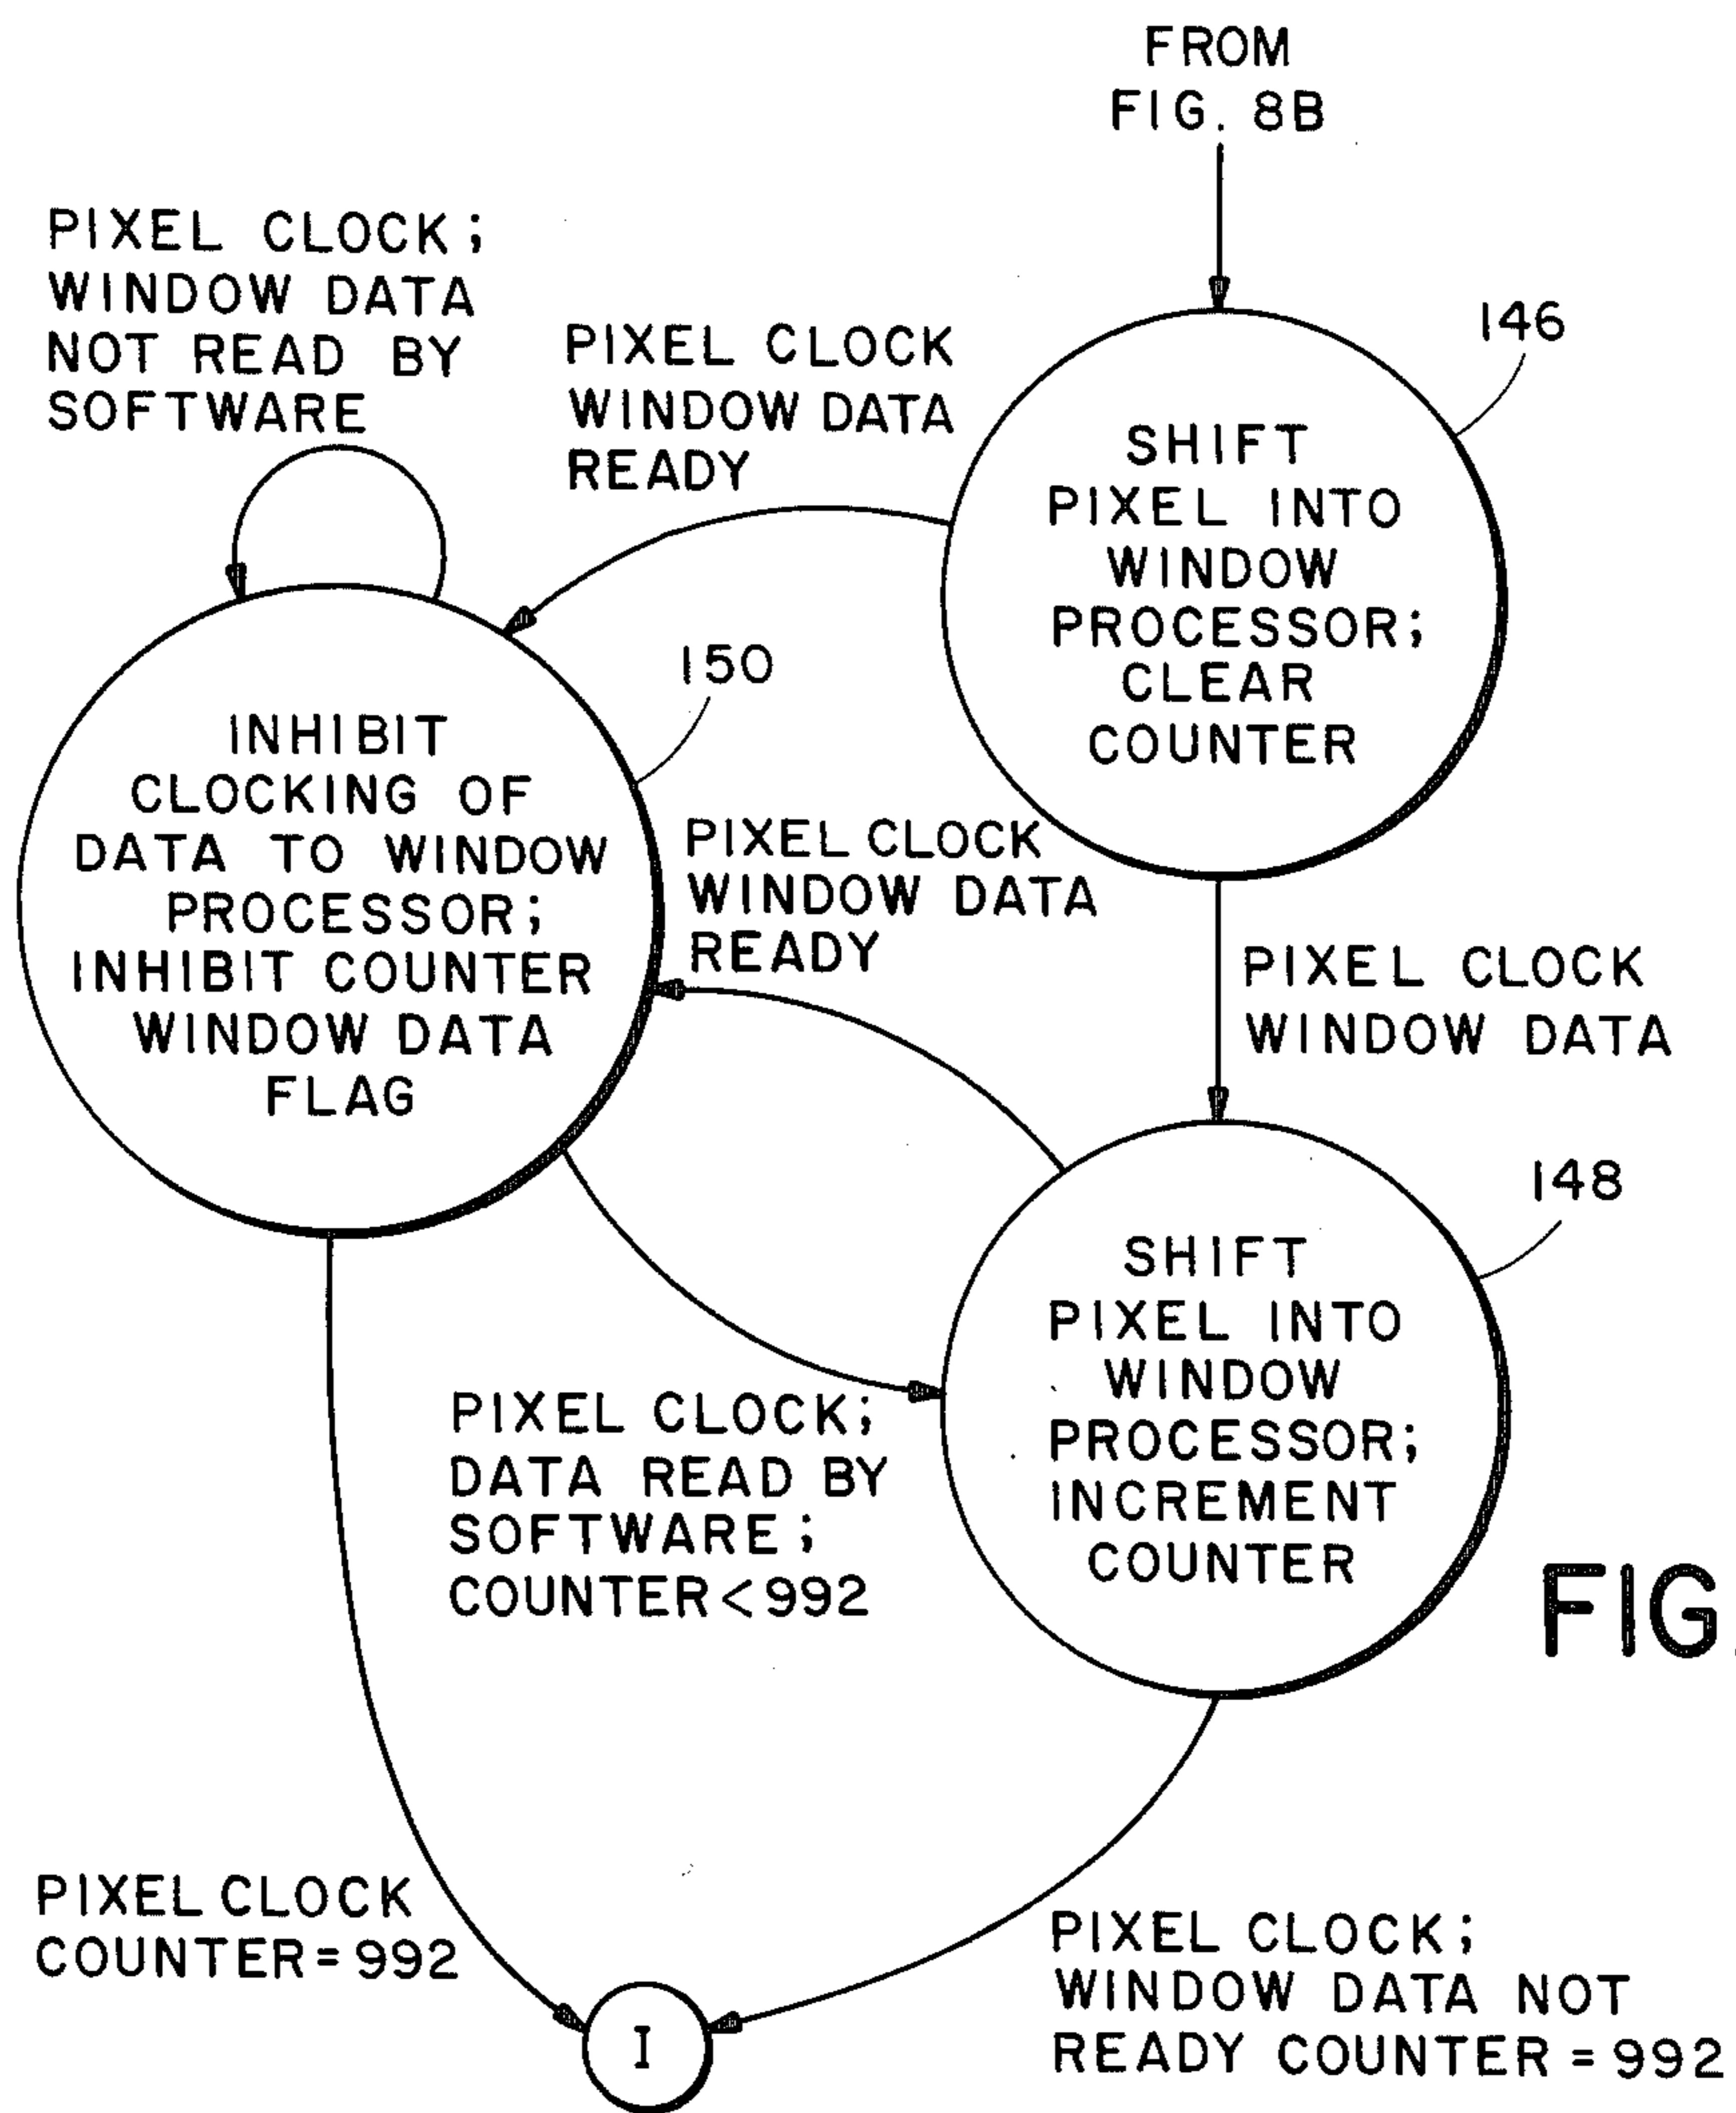 FROM
FIG. 8B
PIXEL CLOCK;
WINDOW DATA
NOT READ BY
SOFTWARE
PIXEL CLOCK
WINDOW DATA
READY
146
SHIFT
PIXEL INTO
WINDOW
PROCESSOR;
CLEAR
COUNTER
150
INHIBIT
CLOCKING OF
DATA TO WINDOW
PROCESSOR;
INHIBIT COUNTER
WINDOW DATA
FLAG
PIXEL CLOCK
WINDOW DATA
READY
PIXEL CLOCK
WINDOW DATA
148
SHIFT
PIXEL INTO
WINDOW
PROCESSOR;
INCREMENT
COUNTER
PIXEL CLOCK;
DATA READ BY
SOFTWARE;
COUNTER<992
FIG.
PIXEL CLOCK
COUNTER=992
I
PIXEL CLOCK;
WINDOW DATA NOT
READY COUNTER=992